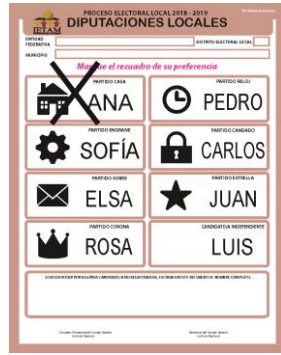 PROCESO ELECTORAL LOCAL 2018 - 2019
DIPUTACIONES LOCALES
IETAM
ENTIDAD
FEDERATIVA
DISTRITO ELECTORAL LOCAL
MUNICIPIO
Marque el recuadro de su preferencia
PARTIDO CASA
ANA
PARTIDO RELOJ
PEDRO
PARTIDO ENGRANE
SOFÍA
PARTIDO CANDADO
CARLOS
PARTIDO SOBRE
ELSA
PARTIDO ESTRELLA
JUAN
PARTIDO CORONA
ROSA
CANDIDATO/A INDEPENDIENTE
LUIS